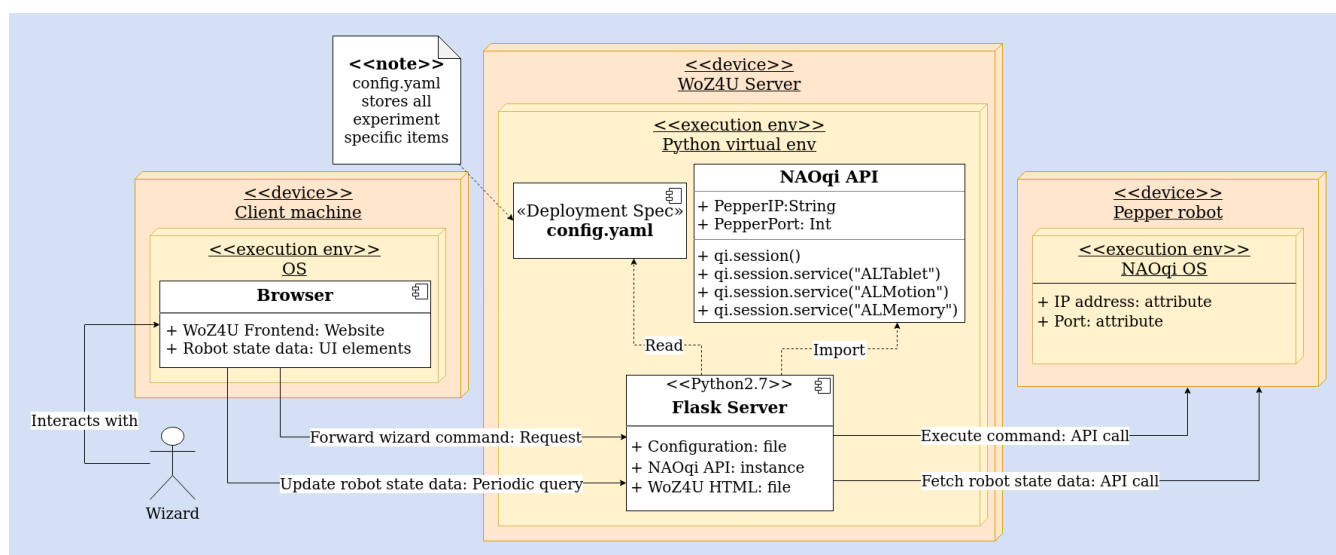 <<note>>
config.yaml
stores all
experiment
specific items
<<device>>
WoZ4U Server
<<execution env>>
Python virtual env
<<device>>
Client machine
<<execution env>>
OS
Browser
+ WoZ4U Frontend: Website
+ Robot state data: UI elements
«Deployment Spec»
config.yaml
NAOqi API
+ PepperIP:String
+ PepperPort: Int
+ qi.session()
+ qi.session.service("ALTablet")
+ qi.session.service("ALMotion")
+ qi.session.service("ALMemory")
<<device>>
Pepper robot
<<execution env>>
NAOqi OS
+ IP address: attribute
+ Port: attribute
Read
Import
<<Python2.7>>
Flask Server
+ Configuration: file
+ NAOqi API: instance
+ WoZ4U HTML: file
Interacts with
Wizard
Forward wizard command: Request
Update robot state data: Periodic query
Execute command: API call
Fetch robot state data: API call